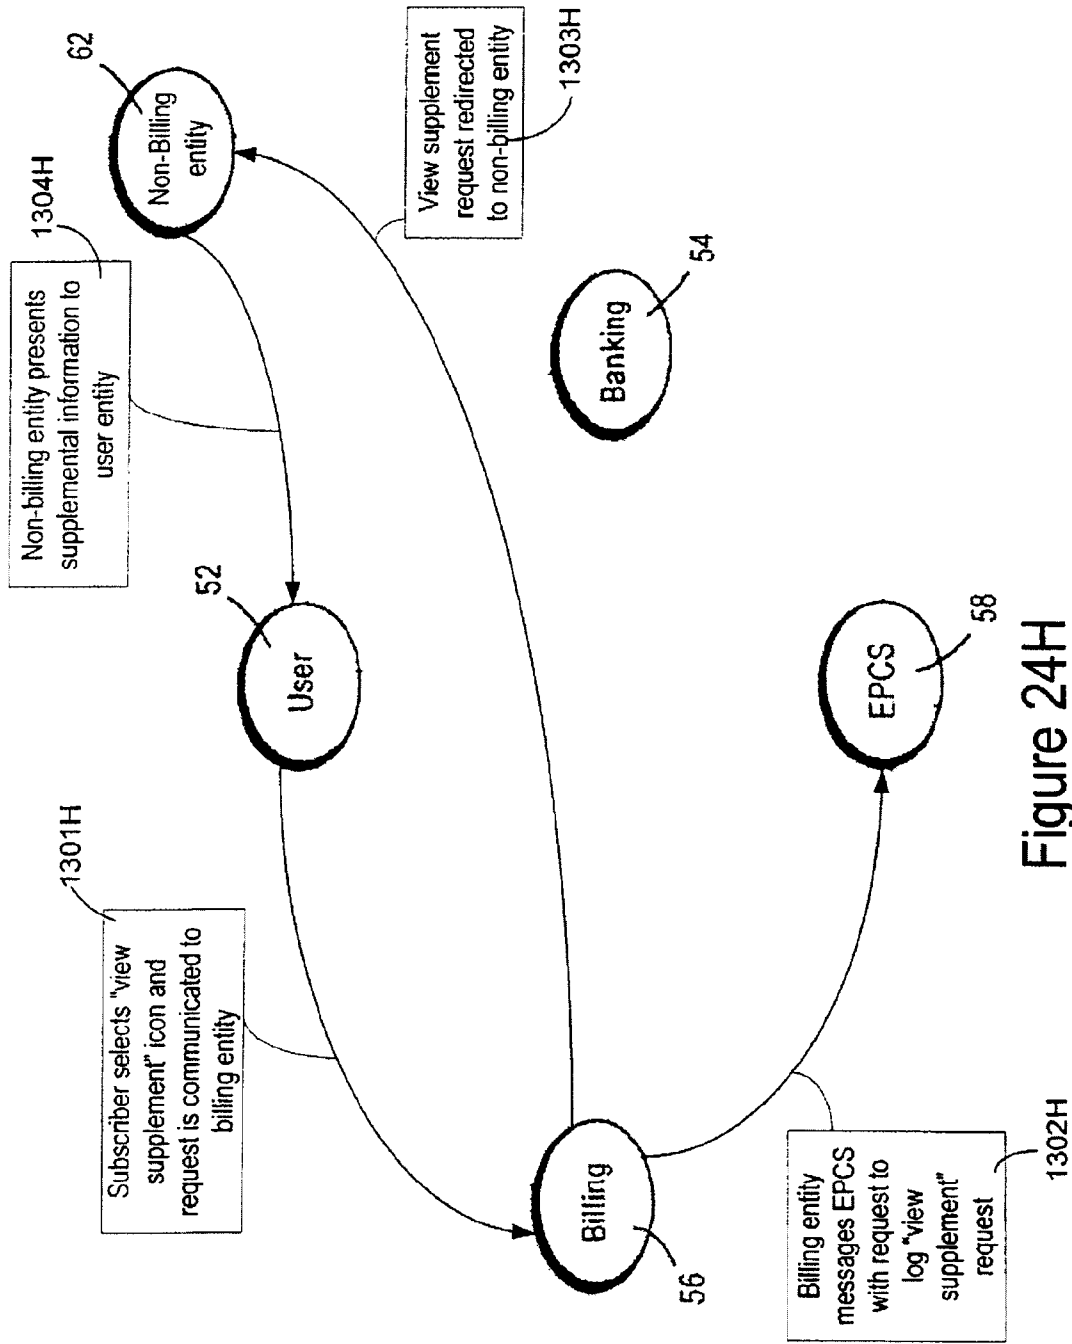 Subscriber selects "view
supplement" icon and
request is communicated to
billing entity
1301H
Non-billing entity presents
supplemental information to
user entity
1304H
62
Non-Billing
entity
52
User
View supplement
request redirected
to non-billing entity
1303H
Banking
54
Billing
56
EPCS
58
Billing entity
messages EPCS
with request to
log "view
supplement"
request
1302H
Figure 24H